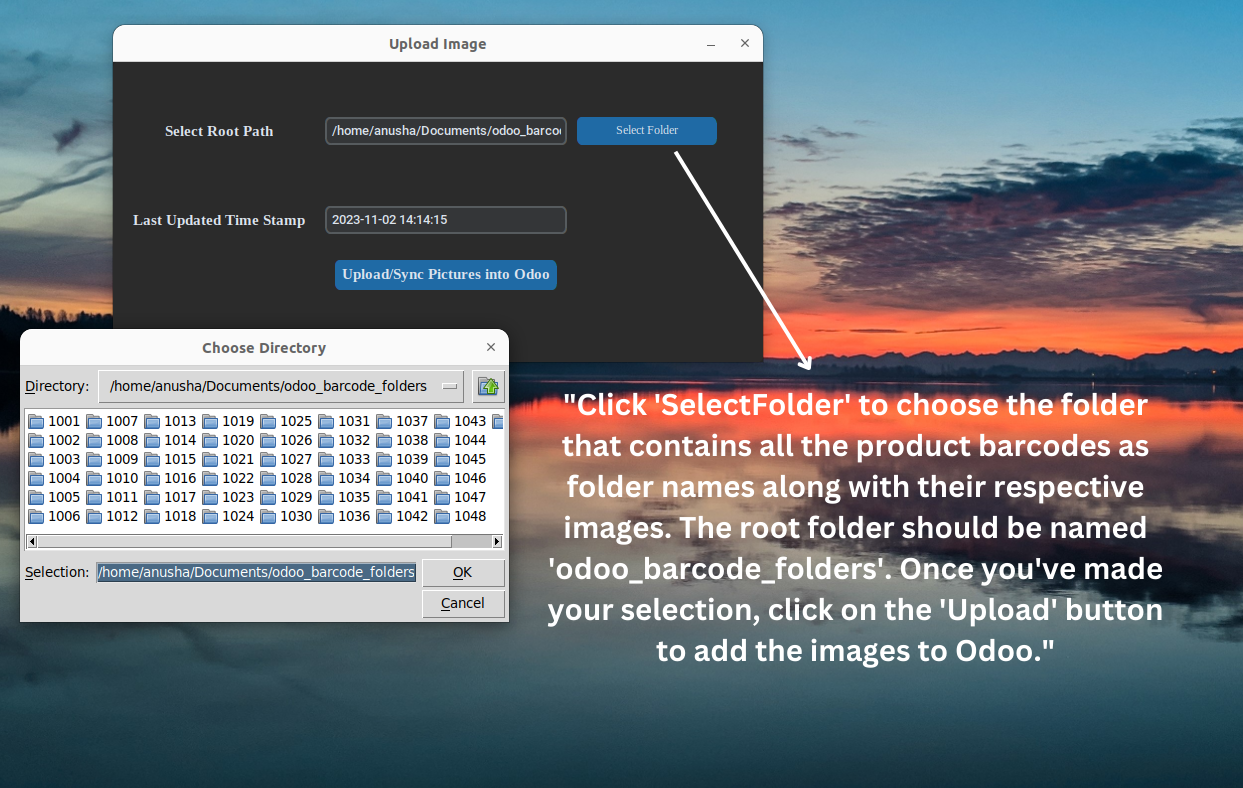 Upload Image
Select Root Path
/home/anusha/Documents/odoo_barco
Select Folder
Last Updated Time Stamp
2023-11-02 14:14:15
Upload/Sync Pictures into Odoo
Choose Directory
Directory:
/home/anusha/Documents/odoo_barcode_folders
1001 1007 1013 1019 1025 1031 1037 1043
1002 1008 1014 1020 1026 1032 1038 1044
1003 1009 1015 1021 1027 1033 1039 1045
1004 1010 1016 1022 1028 1034 1040 1046
1005 1011 1017 1023 1029 1035 1041 1047
1006 1012 1018 1024 1030 1036 1042 1048
Selection:
/home/anusha/Documents/odoo_barcode_folders
OK
Cancel
"Click 'SelectFolder' to choose the folder
that contains all the product barcodes as
folder names along with their respective
images. The root folder should be named
'odoo_barcode_folders'. Once you've made
your selection, click on the 'Upload' button
to add the images to Odoo."